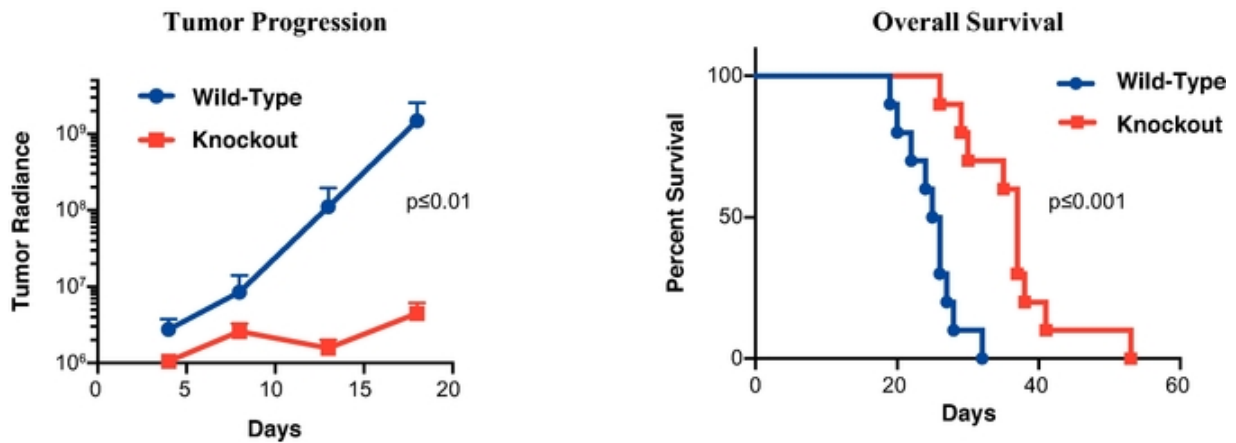 Tumor Progression
Wild-Type
Knockout
p≤0.01
Tumor Radiance
10⁹
10⁸
10⁷
10⁶
0
5
10
15
20
Days
Overall Survival
Wild-Type
Knockout
p≤0.001
Percent Survival
100
50
0
0
20
40
60
Days